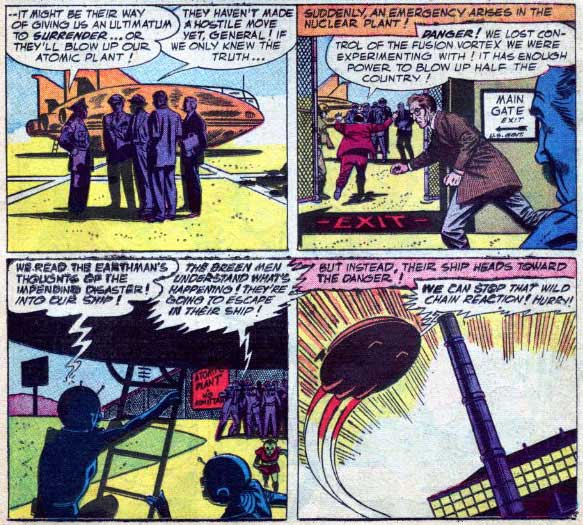 --IT MIGHT BE THEIR WAY
OF GIVING US AN ULTIMATUM
TO SURRENDER...OR
THEY'LL BLOW UP OUR
ATOMIC PLANT!
THEY HAVEN'T MADE
A HOSTILE MOVE
YET, GENERAL! IF
WE ONLY KNEW THE
TRUTH...
SUDDENLY, AN EMERGENCY ARISES IN THE
NUCLEAR PLANT!
DANGER! WE LOST CON-
TROL OF THE FUSION VORTEX WE WERE
EXPERIMENTING WITH! IT HAS ENOUGH
POWER TO BLOW UP HALF
THE COUNTRY!
MAIN
GATE
EXIT
U.S. GOVT.
-EXIT-
WE READ THE EARTHMAN'S
THOUGHTS OF THE
IMPENDING DISASTER!
INTO OUR SHIP!
THE GREEN MEN
UNDERSTAND WHAT'S
HAPPENING! THEY'RE
GOING TO ESCAPE
IN THEIR SHIP!
ATOMIC
PLANT
NO
ADMITTANCE
BUT INSTEAD, THEIR SHIP HEADS TOWARD
THE DANGER!
WE CAN STOP THAT WILD
CHAIN REACTION! HURRY!